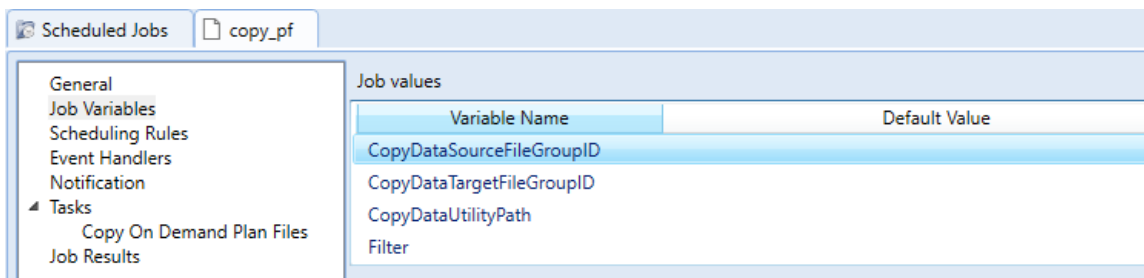 Scheduled Jobs
copy_pf
General
Job Variables
Scheduling Rules
Event Handlers
Notification
Tasks
Copy On Demand Plan Files
Job Results
Job values
Variable Name Default Value
CopyDataSourceFileGroupID
CopyDataTargetFileGroupID
CopyDataUtilityPath
Filter